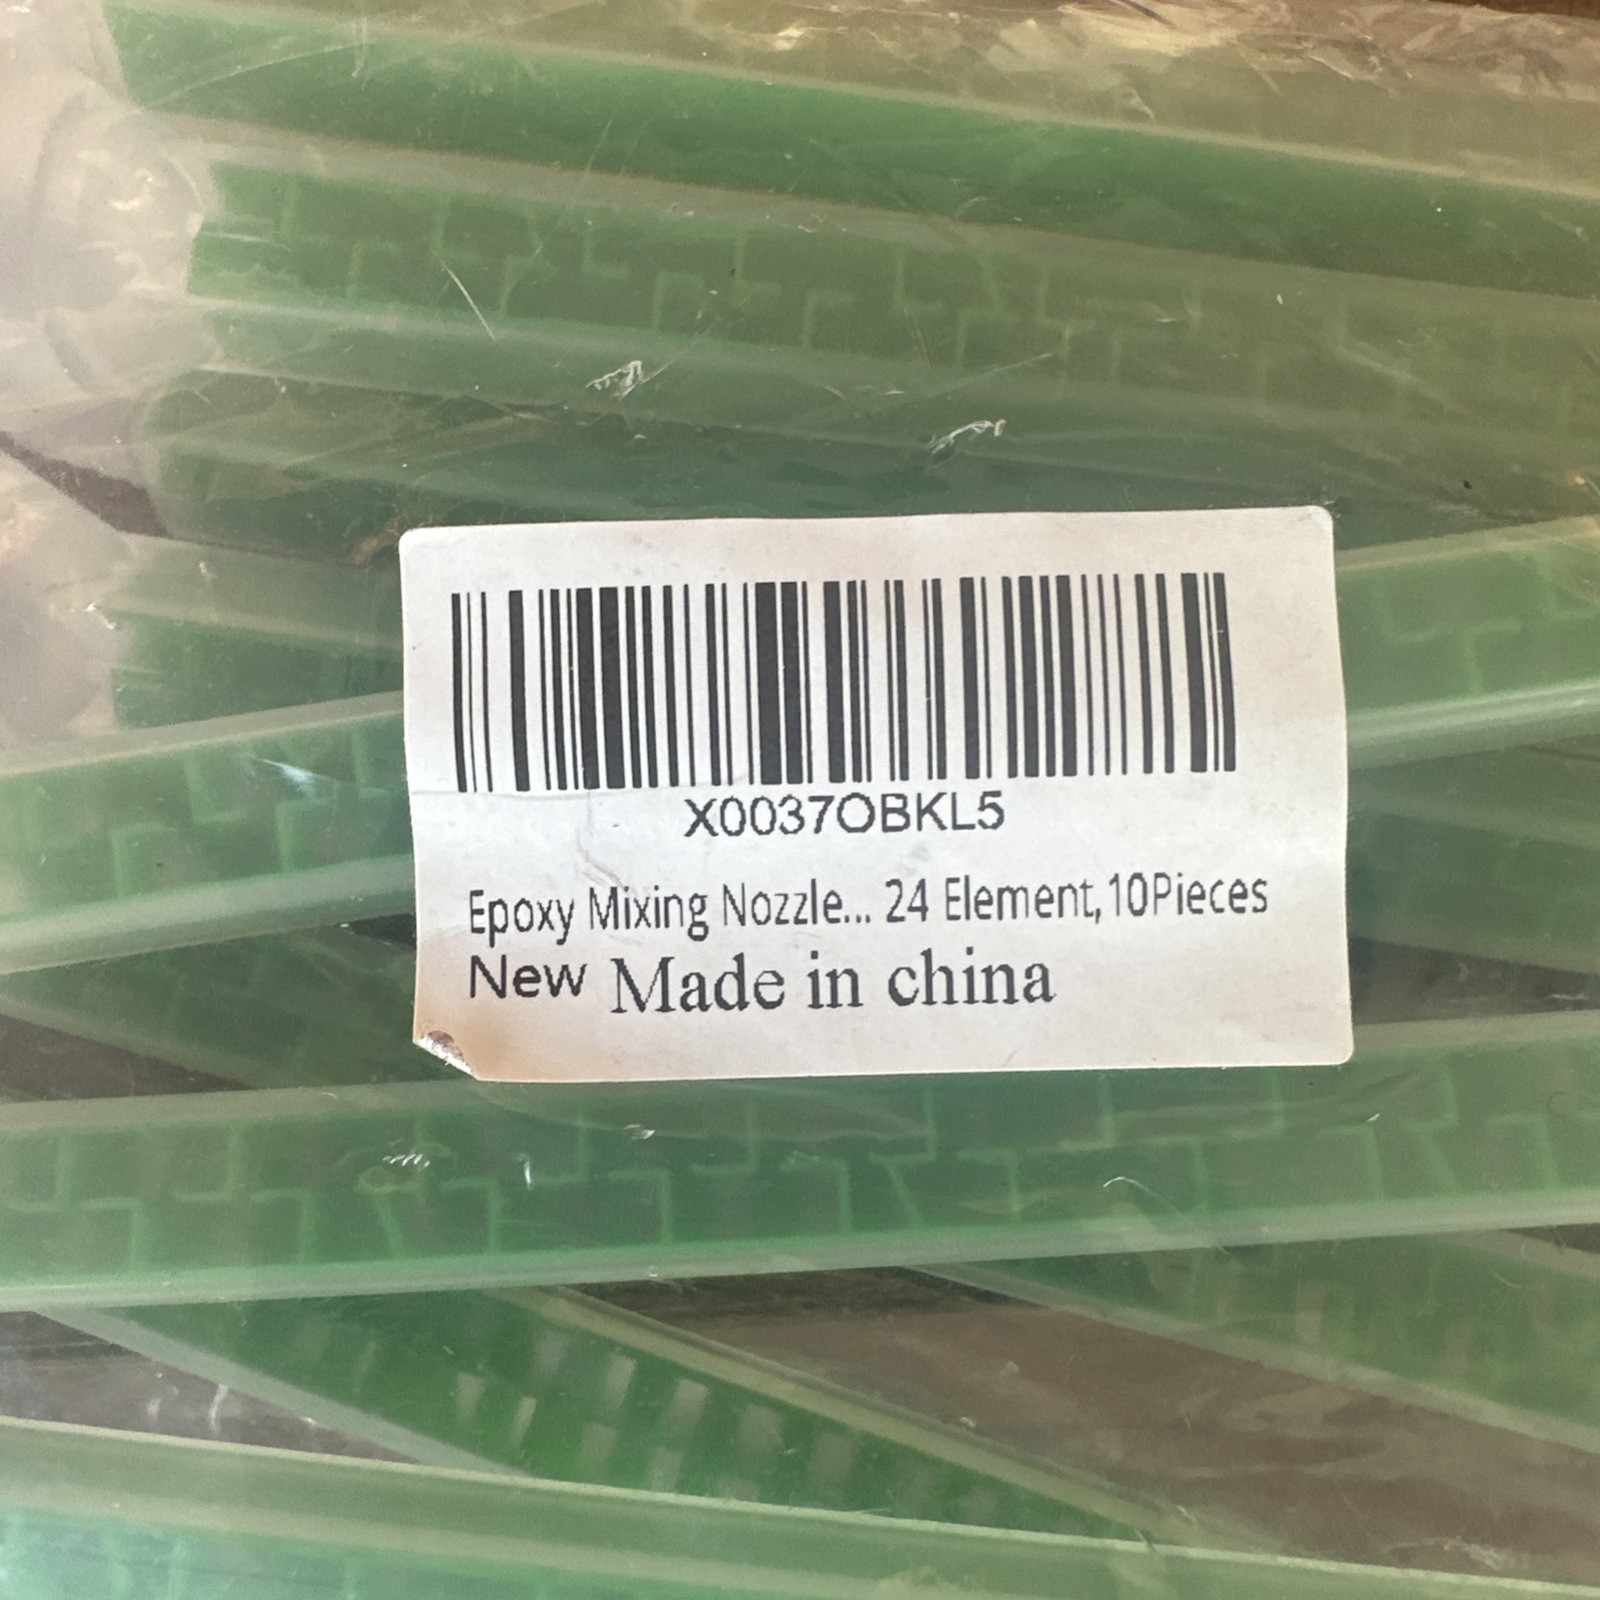 X0037OBKL5
Epoxy Mixing Nozzle... 24 Element,10Pieces
New Made in china